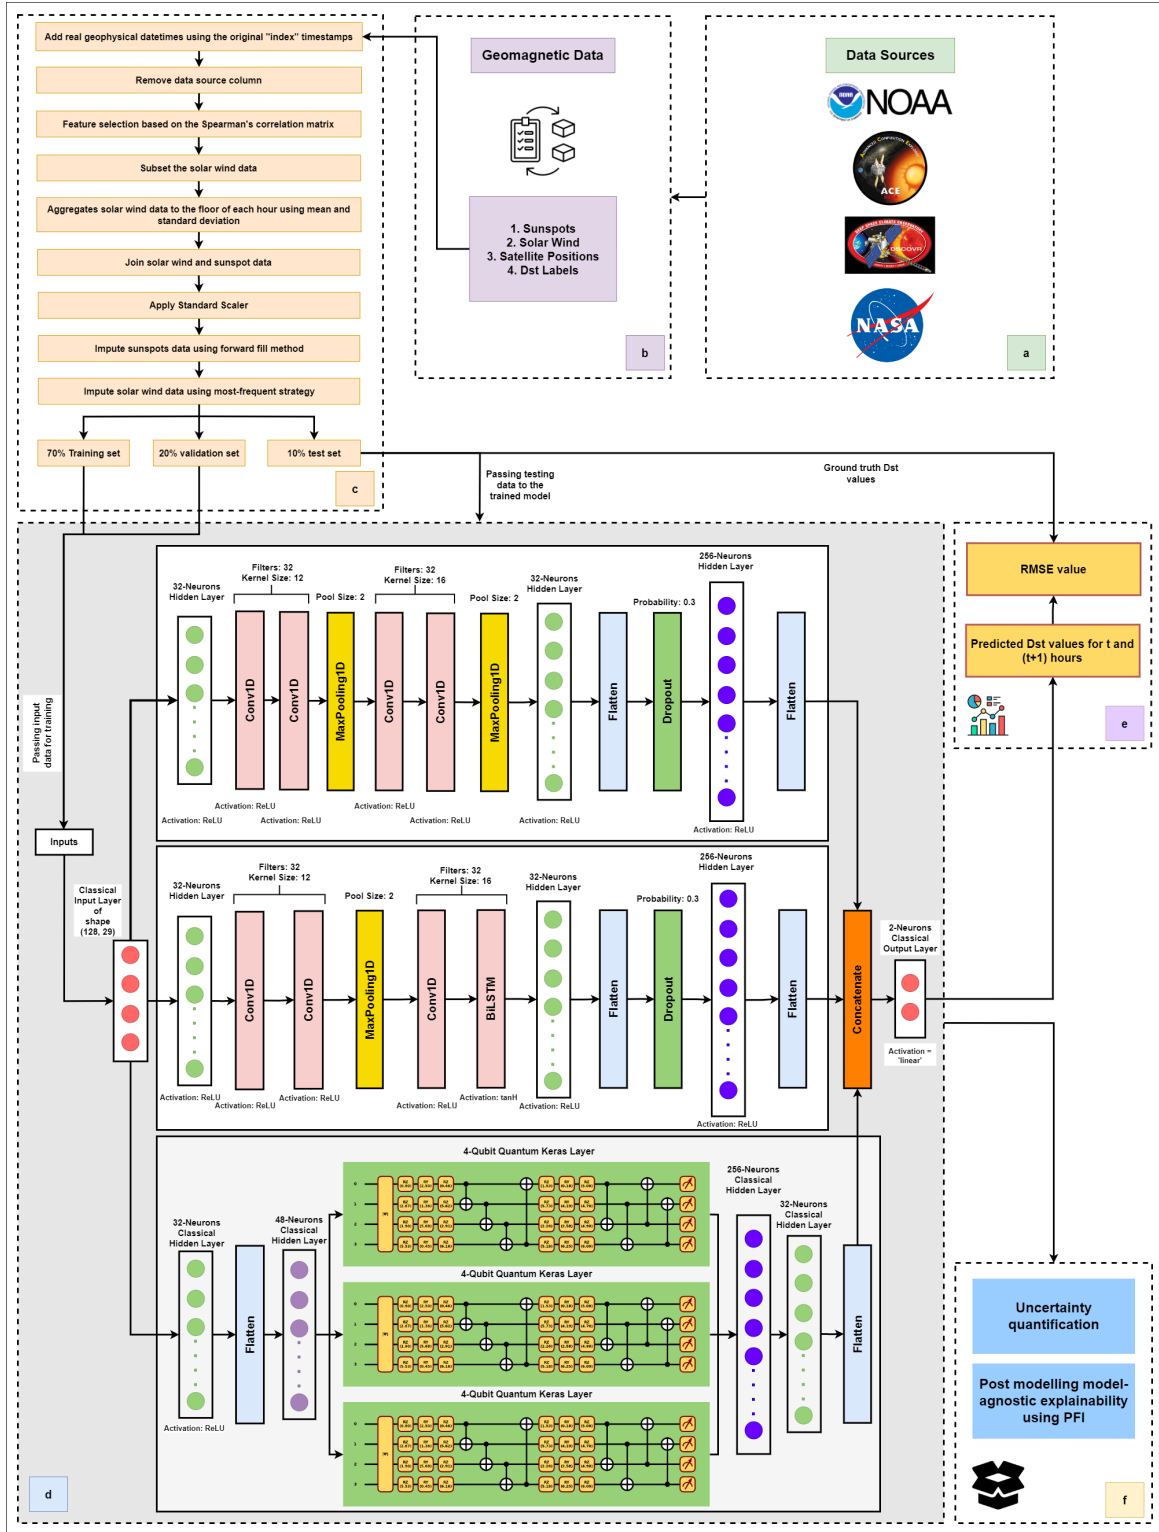 Add real geophysical datetimes using the original "index" timestamps
Remove data source column
Feature selection based on the Spearman's correlation matrix
Subset the solar wind data
Aggregates solar wind data to the floor of each hour using mean and
standard deviation
Join solar wind and sunspot data
Apply Standard Scaler
Impute sunspots data using forward fill method
Impute solar wind data using most-frequent strategy
70% Training set
20% validation set
10% test set
c
Geomagnetic Data
1. Sunspots
2. Solar Wind
3. Satellite Positions
4. Dst Labels
b
Data Sources
NOAA
ACE
DSCOVR
NASA
a
Passing testing
data to the
trained model
Ground truth Dst
values
RMSE value
Predicted Dst values for t and
(t+1) hours
e
Passing input
data for training
Inputs
Classical
Input Layer
of
shape
(128, 29)
32-Neurons
Hidden Layer
Activation: ReLU
Filters: 32
Kernel Size: 12
Conv1D
Conv1D
Activation: ReLU
Activation: ReLU
Pool Size: 2
MaxPooling1D
Filters: 32
Kernel Size: 16
Conv1D
Conv1D
Activation: ReLU
Activation: ReLU
Pool Size: 2
MaxPooling1D
32-Neurons
Hidden Layer
Activation: ReLU
Flatten
Probability: 0.3
Dropout
256-Neurons
Hidden Layer
Activation: ReLU
Flatten
32-Neurons
Hidden Layer
Activation: ReLU
Filters: 32
Kernel Size: 12
Conv1D
Conv1D
Activation: ReLU
Activation: ReLU
Pool Size: 2
MaxPooling1D
Filters: 32
Kernel Size: 16
Conv1D
BiLSTM
Activation: ReLU
Activation: tanH
32-Neurons
Hidden Layer
Activation: ReLU
Flatten
Probability: 0.3
Dropout
256-Neurons
Hidden Layer
Activation: ReLU
Flatten
Concatenate
2-Neurons
Classical
Output Layer
Activation =
'linear'
32-Neurons
Classical
Hidden Layer
Activation: ReLU
Flatten
48-Neurons
Classical
Hidden Layer
4-Qubit Quantum Keras Layer
4-Qubit Quantum Keras Layer
4-Qubit Quantum Keras Layer
256-Neurons
Classical
Hidden Layer
32-Neurons
Classical
Hidden Layer
Flatten
d
Uncertainty
quantification
Post modelling model-
agnostic explainability
using PFI
f